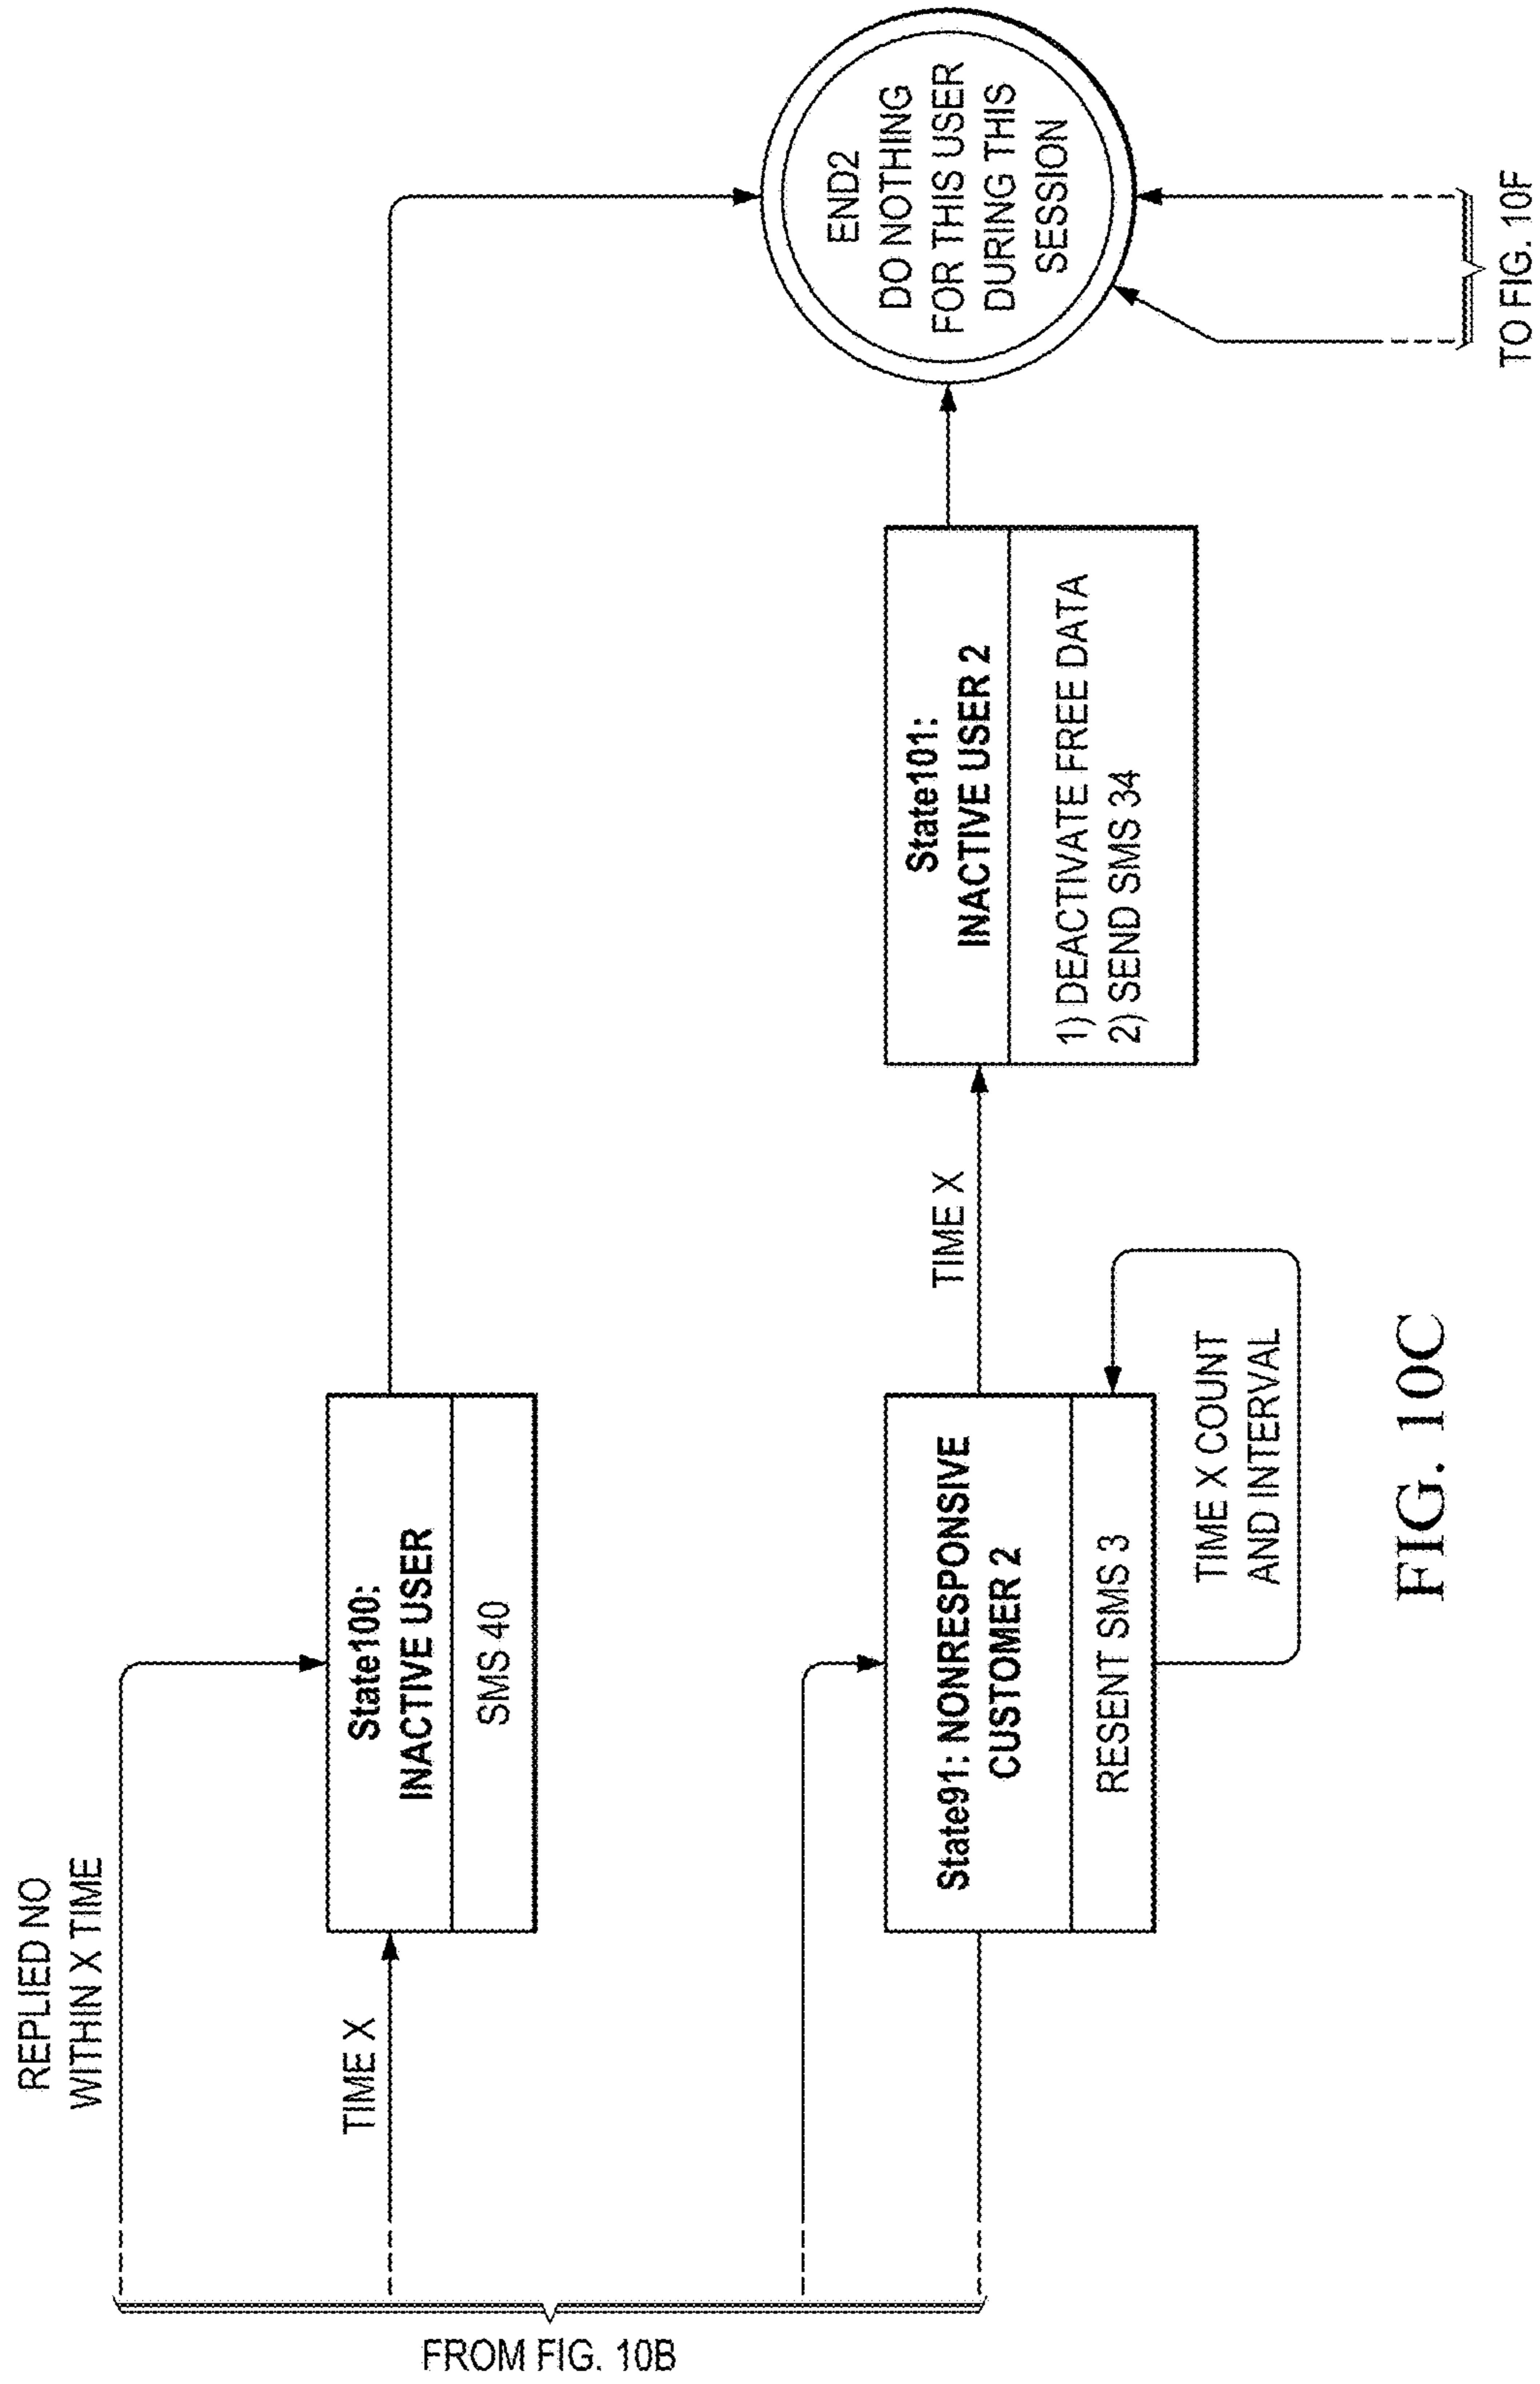 REPLIED NO
WITHIN X TIME
TIME X
State100:
INACTIVE USER
SMS 40
FROM FIG. 10B
State91: NONRESPONSIVE
CUSTOMER 2
RESENT SMS 3
TIME X COUNT
AND INTERVAL
TIME X
State101:
INACTIVE USER 2
1) DEACTIVATE FREE DATA
2) SEND SMS 34
END2
DO NOTHING
FOR THIS USER
DURING THIS
SESSION
TO FIG. 10F
FIG. 10C